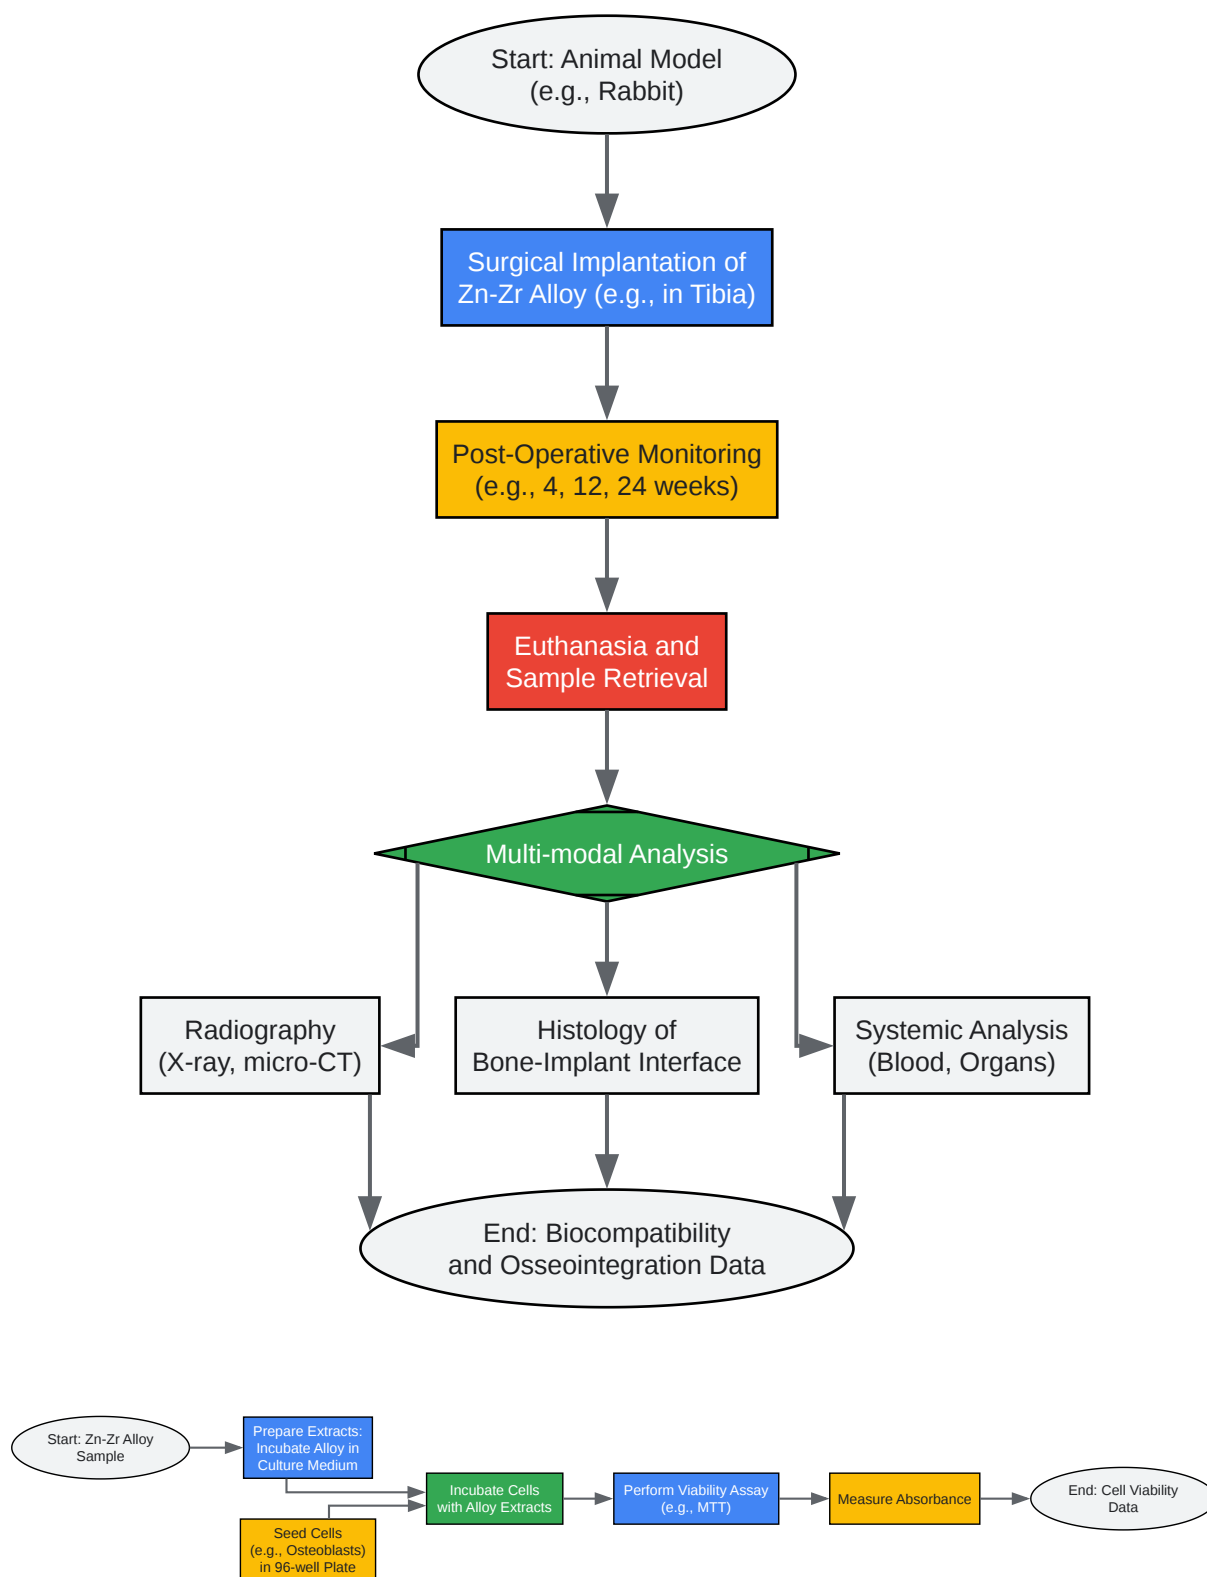 Start: Animal Model
(e.g., Rabbit)
Surgical Implantation of
Zn-Zr Alloy (e.g., in Tibia)
Post-Operative Monitoring
(e.g., 4, 12, 24 weeks)
Euthanasia and
Sample Retrieval
Multi-modal Analysis
Radiography
(X-ray, micro-CT)
Histology of
Bone-Implant Interface
Systemic Analysis
(Blood, Organs)
End: Biocompatibility
and Osseointegration Data
Start: Zn-Zr Alloy
Sample
Prepare Extracts:
Incubate Alloy in
Culture Medium
Seed Cells
(e.g., Osteoblasts)
in 96-well Plate
Incubate Cells
with Alloy Extracts
Perform Viability Assay
(e.g., MTT)
Measure Absorbance
End: Cell Viability
Data